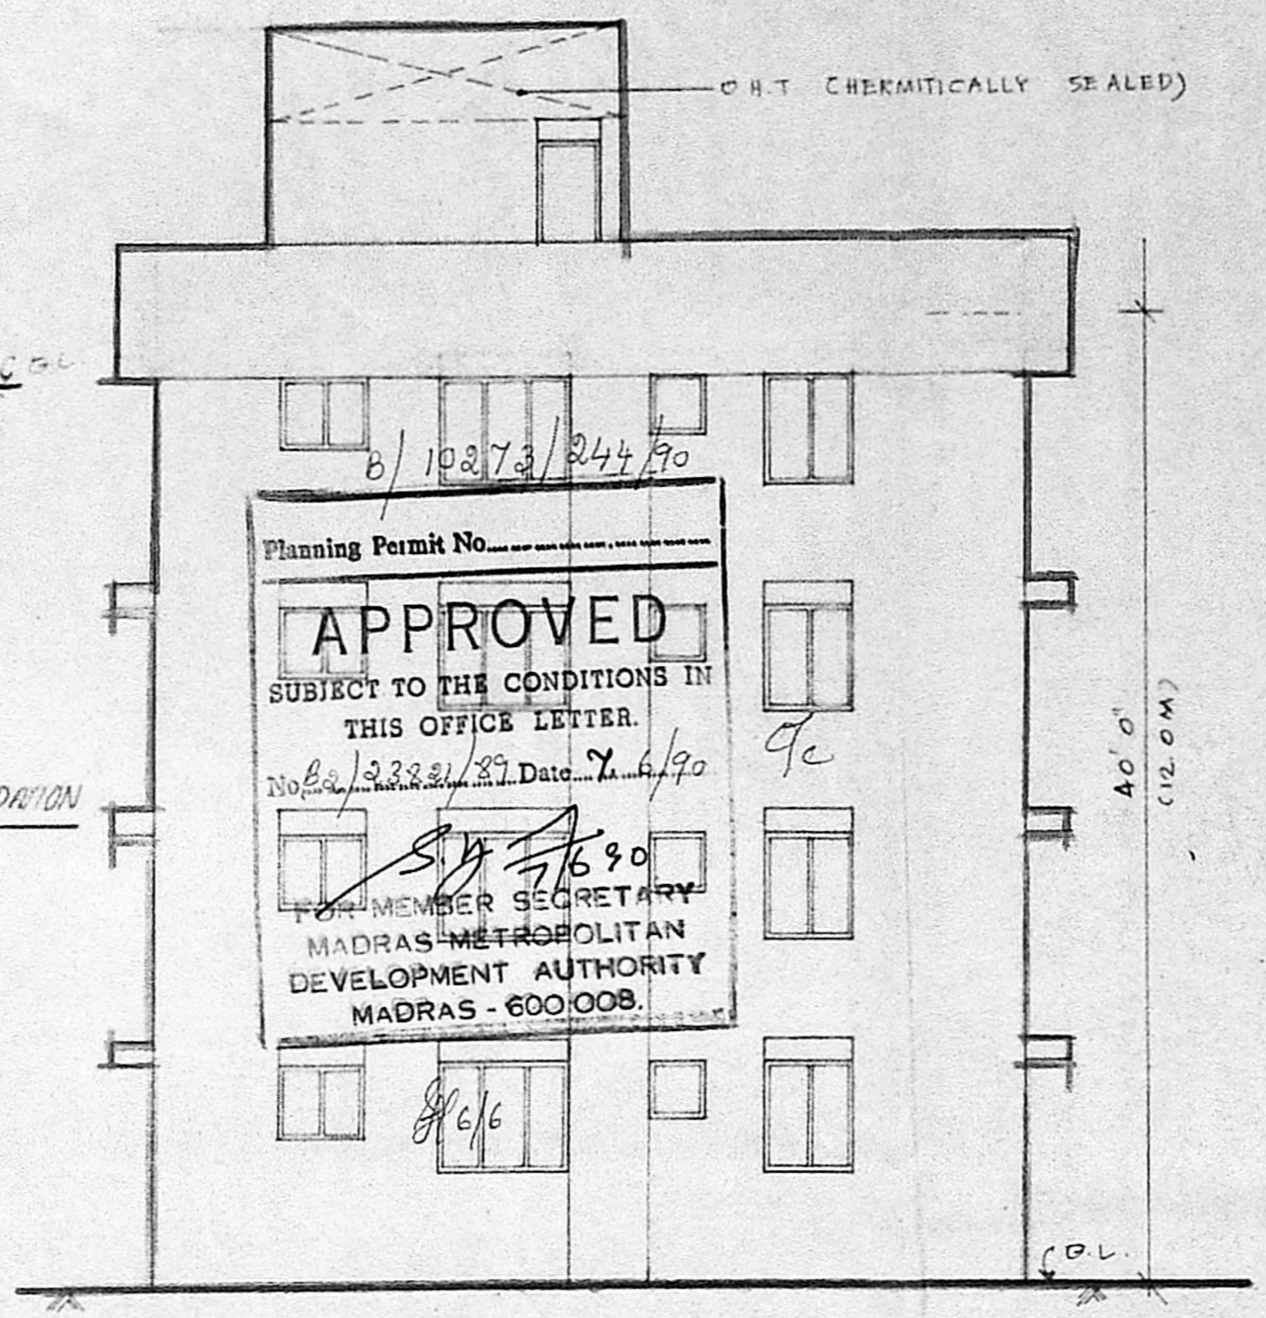 O H.T (HERMITICALLY SEALED)
B/10273/244/90
Planning Permit No.
APPROVED
SUBJECT TO THE CONDITIONS IN
THIS OFFICE LETTER.
No. B2/23821/89 Date 7 6/90
7/6 90
FOR MEMBER SECRETARY
MADRAS METROPOLITAN
DEVELOPMENT AUTHORITY
MADRAS - 600 008.
6/6
40' 0"
(12.0M)
G.L.